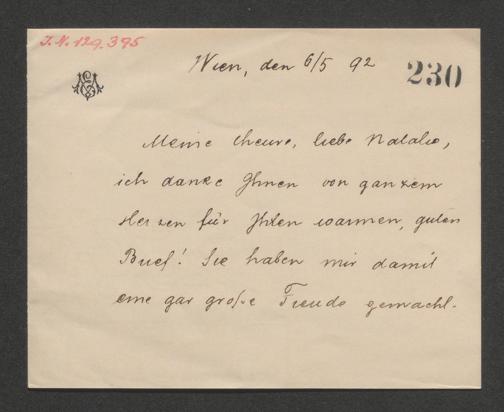 I.N. 129.395
Wien, den 6/5 92
230
Meine theure, liebe Natalie,
ich danke Ihnen von ganzem
Herzen für Ihren warmen, guten
Brief! Sie haben mir damit
eine gar große Freude gemacht.